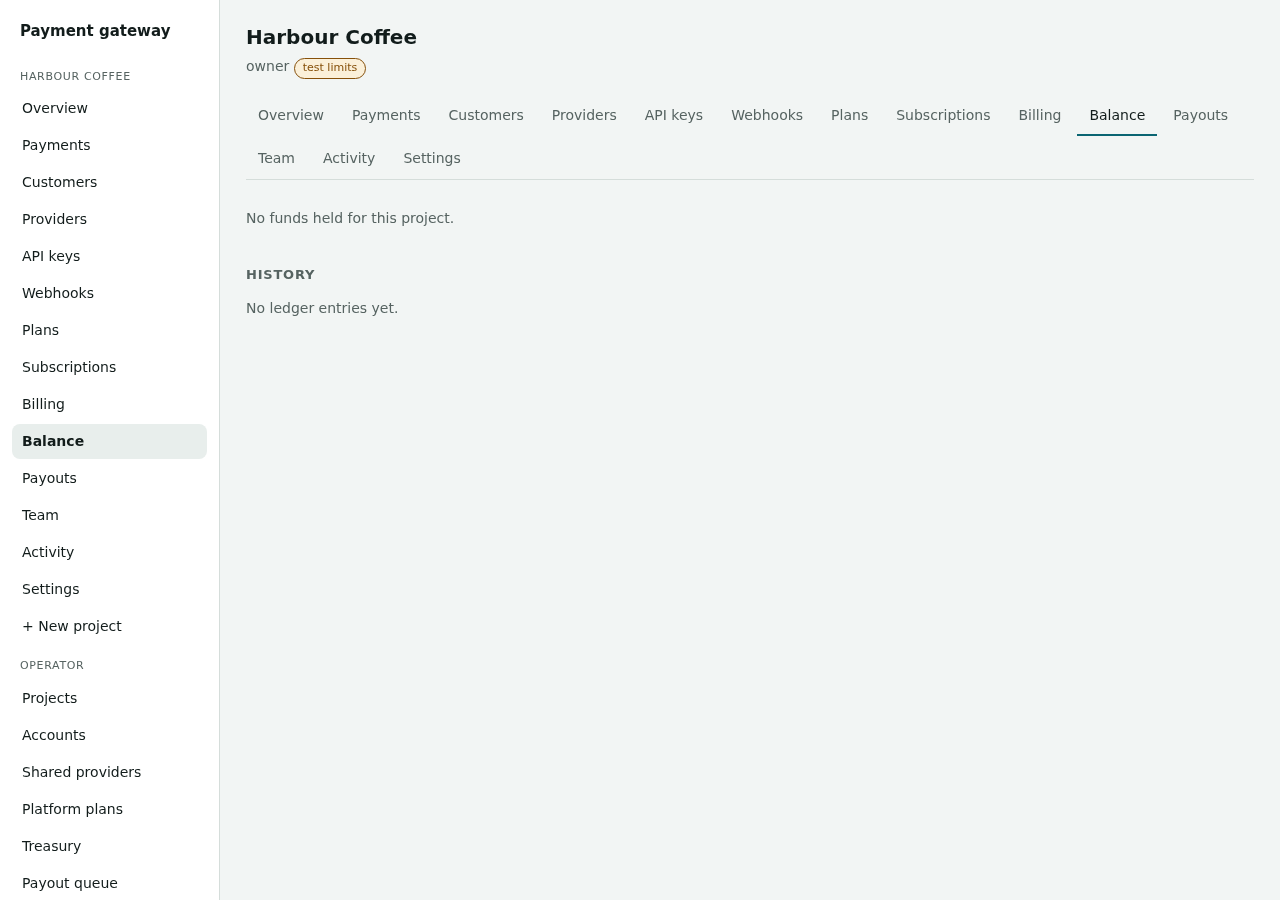 Payment gateway
HARBOUR COFFEE
Overview
Payments
Customers
Providers
API keys
Webhooks
Plans
Subscriptions
Billing
Balance
Payouts
Team
Activity
Settings
+ New project
OPERATOR
Projects
Accounts
Shared providers
Platform plans
Treasury
Payout queue
Harbour Coffee
owner test limits
Overview Payments Customers Providers API keys Webhooks Plans Subscriptions Billing Balance Payouts
Team Activity Settings
No funds held for this project.
HISTORY
No ledger entries yet.